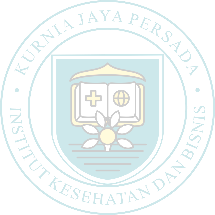 KURNIA JAYA PERSADA
INSTITUT KESEHATAN DAN BISNIS